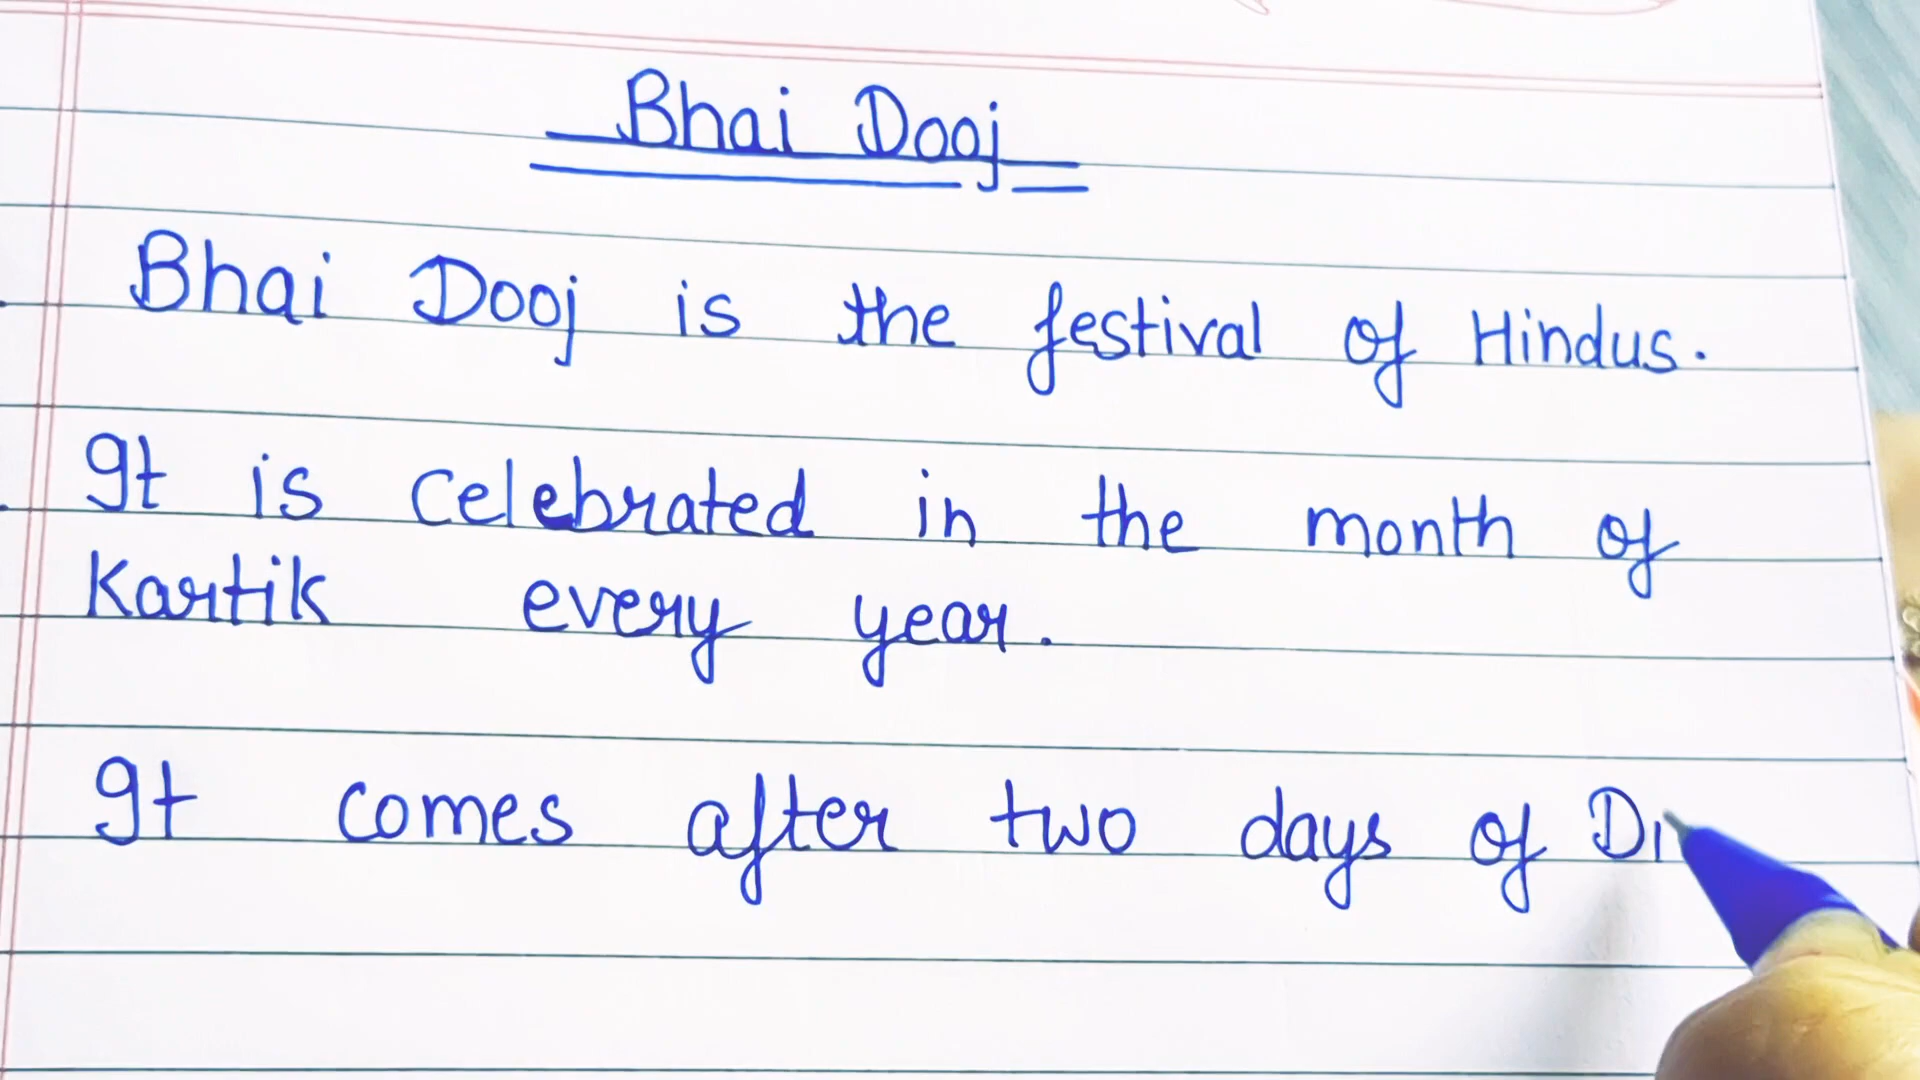 Bhai Dooj
Bhai Dooj is the festival of Hindus.
It is celebrated in the month of
Kartik every year.
It comes after two days of Di